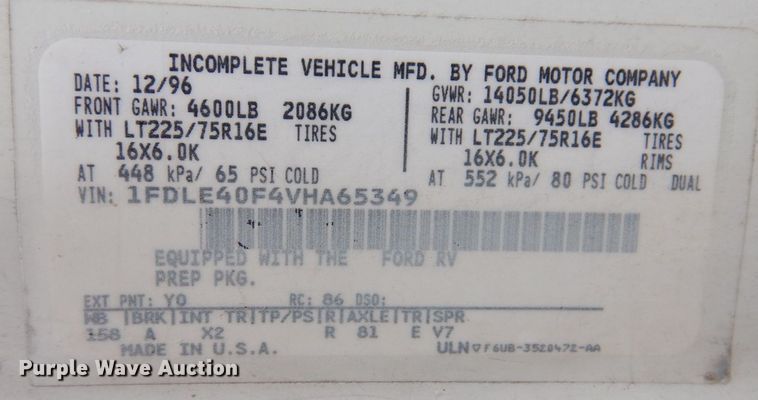 INCOMPLETE VEHICLE MFD. BY FORD MOTOR COMPANY
DATE: 12/96
FRONT GAWR: 4600LB 2086KG
WITH LT225/75R16E TIRES
16X6.0K
AT 448 kPa/ 65 PSI COLD
GVWR: 14050LB/6372KG
REAR GAWR: 9450LB 4286KG
WITH LT225/75R16E TIRES
16X6.0K RIMS
AT 552 kPa/ 80 PSI COLD DUAL
VIN: 1FDLE40F4VHA65349
EQUIPPED WITH THE FORD RV
PREP PKG.
EXT PNT: YO RC: 86 DSO:
WB |BRK|INT TR|TP/PS|R|AXLE|TR|SPR
158 A X2 R 81 E V7
MADE IN U.S.A. ULN F6UB-3520472-AA
Purple Wave Auction